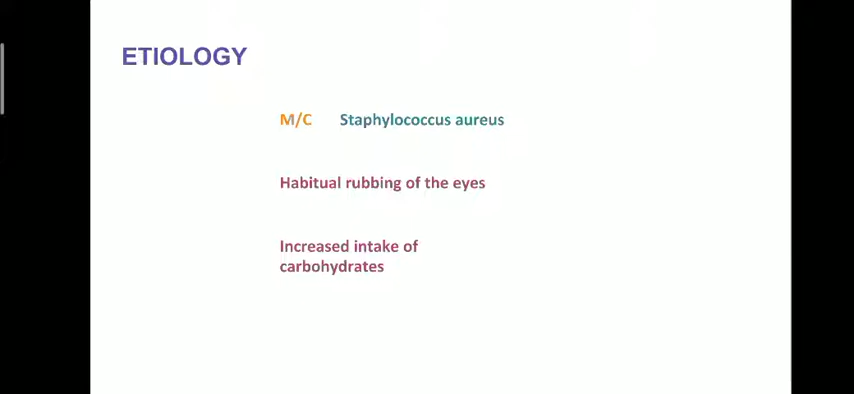 ETIOLOGY
M/C Staphylococcus aureus
Habitual rubbing of the eyes
Increased intake of
carbohydrates